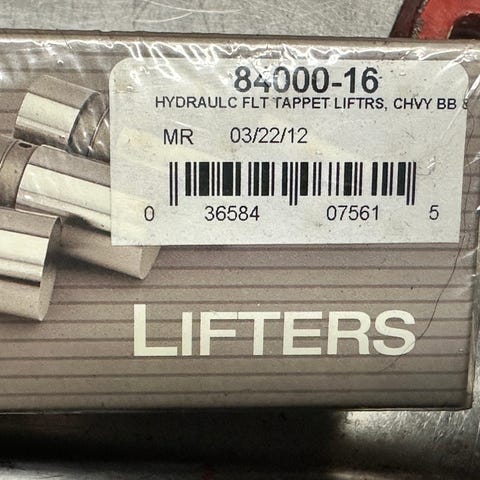 84000-16
HYDRAULC FLT TAPPET LIFTRS, CHVY BB &
MR 03/22/12
0 36584 07561 5
LIFTERS